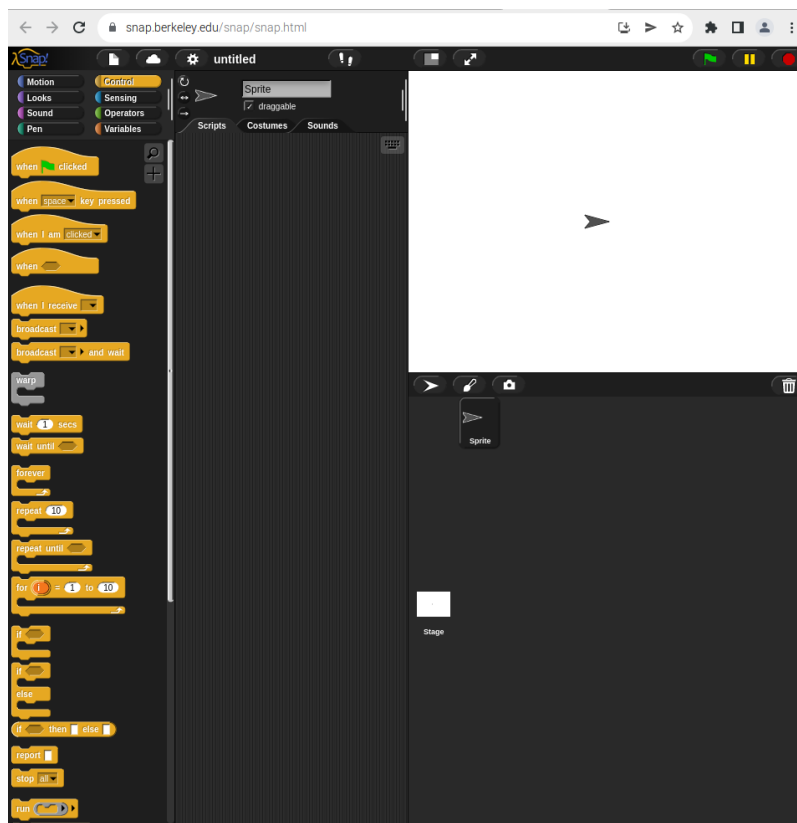 snap.berkeley.edu/snap/snap.html
Snap!
untitled
Motion
Control
Looks
Sensing
Sound
Operators
Pen
Variables
Sprite
draggable
Scripts
Costumes
Sounds
when clicked
when space key pressed
when I am clicked
when
when I receive
broadcast
broadcast and wait
warp
wait 1 secs
wait until
forever
repeat 10
repeat until
for i = 1 to 10
if
if
else
if then else
report
stop all
run
Sprite
Stage